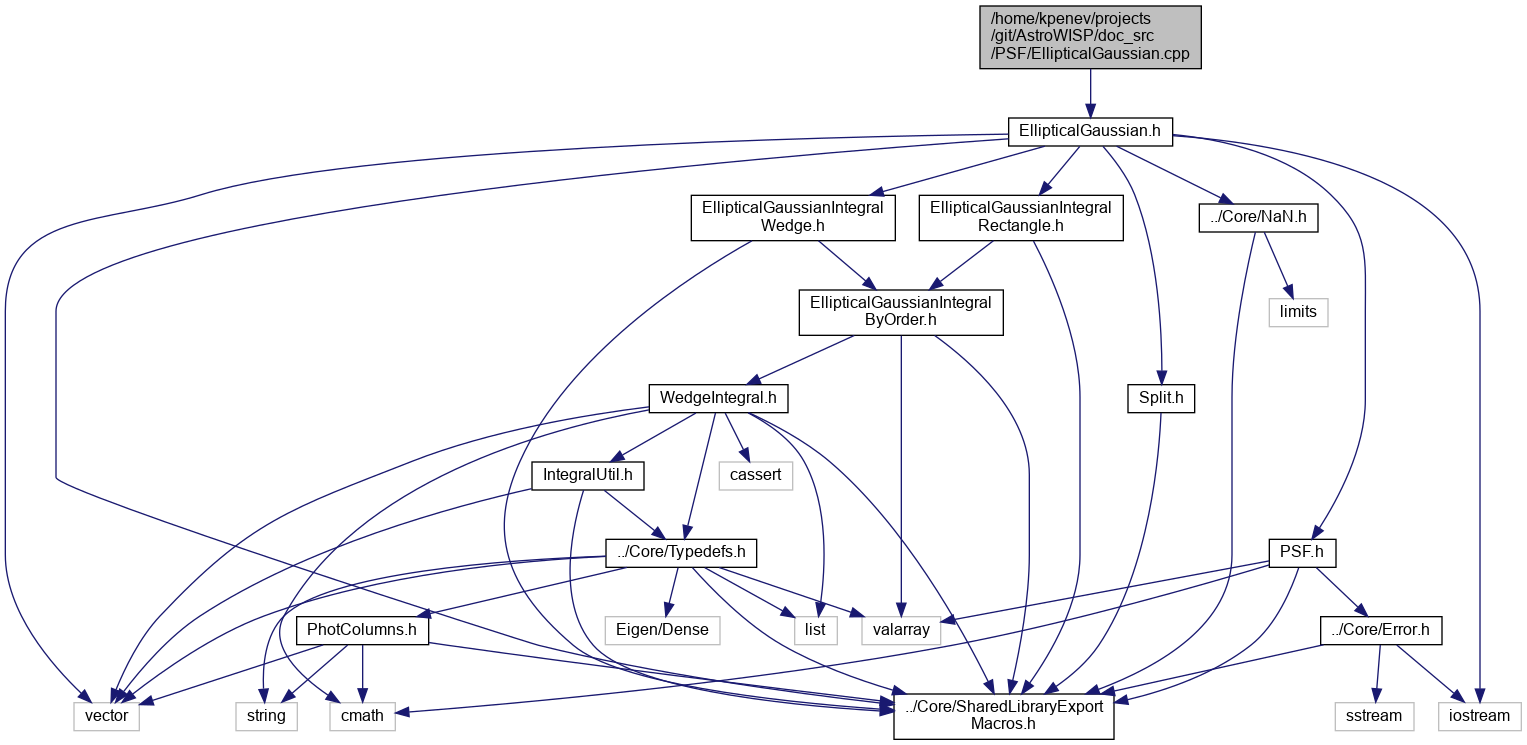 /home/kpenev/projects
/git/AstroWISP/doc_src
/PSF/EllipticalGaussian.cpp
EllipticalGaussian.h
EllipticalGaussianIntegral
Wedge.h
EllipticalGaussianIntegral
Rectangle.h
../Core/NaN.h
EllipticalGaussianIntegral
ByOrder.h
limits
WedgeIntegral.h
Split.h
IntegralUtil.h
cassert
../Core/Typedefs.h
PSF.h
PhotColumns.h
Eigen/Dense
list
valarray
../Core/Error.h
vector
string
cmath
../Core/SharedLibraryExport
Macros.h
sstream
iostream